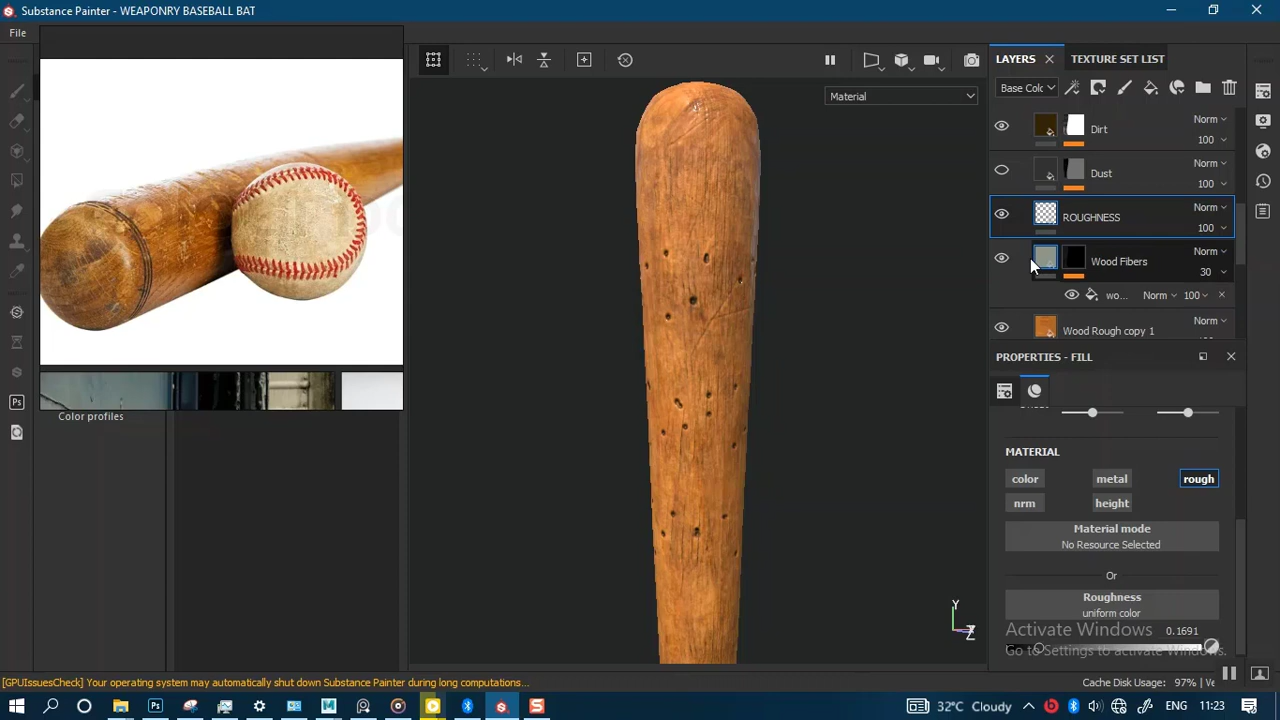 Substance Painter - WEAPONRY BASEBALL BAT
File
Material
LAYERS
TEXTURE SET LIST
Base Colo
Dirt
Norm
100
Dust
Norm
100
ROUGHNESS
Norm
100
Wood Fibers
Norm
30
wo...
Norm
100
Wood Rough copy 1
Norm
PROPERTIES - FILL
MATERIAL
color
metal
rough
nrm
height
Material mode
No Resource Selected
Or
Roughness
uniform color
0.1691
Activate Windows
Go to Settings to activate Windows.
Color profiles
Y
Z
[GPUIssuesCheck] Your operating system may automatically shut down Substance Painter during long computations...
Cache Disk Usage: 97% | Ve
32°C Cloudy
ENG
11:23